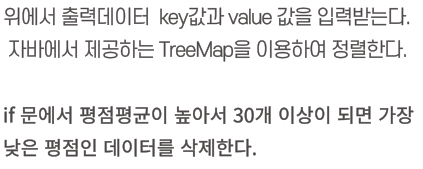 위에서 출력데이터 key값과 value 값을 입력받는다.
자바에서 제공하는 TreeMap을 이용하여 정렬한다.
if 문에서 평점평균이 높아서 30개 이상이 되면 가장
낮은 평점인 데이터를 삭제한다.